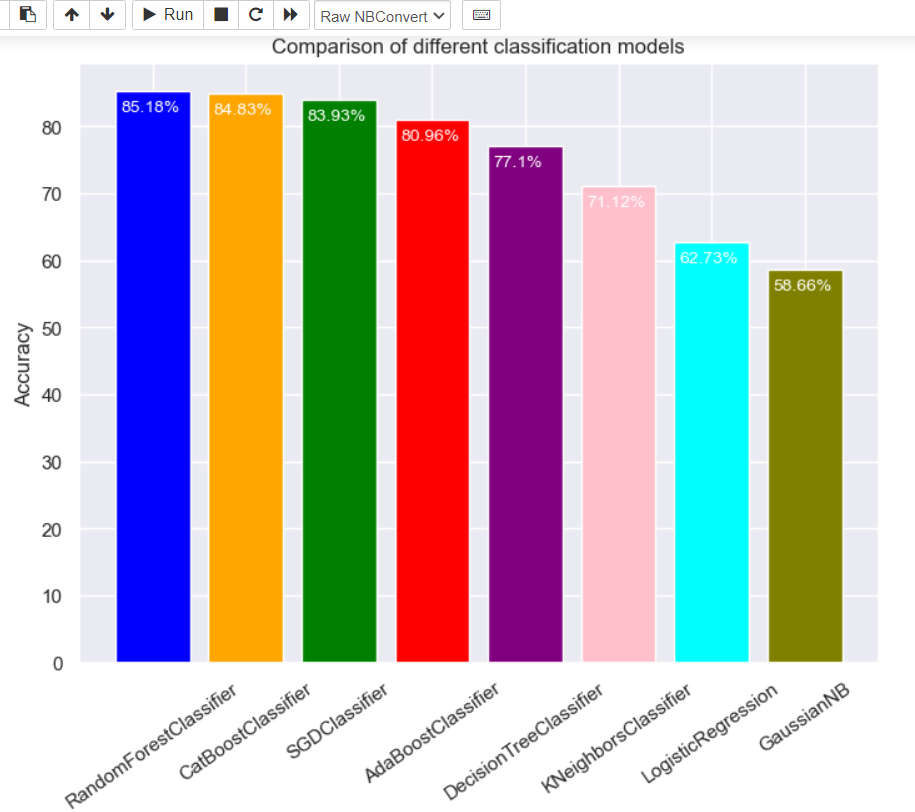 Run
Raw NBConvert
Comparison of different classification models
85.18%
84.83%
83.93%
80.96%
77.1%
71.12%
62.73%
58.66%
80
70
60
50
40
30
20
10
0
Accuracy
RandomForestClassifier
CatBoostClassifier
SGDClassifier
AdaBoostClassifier
DecisionTreeClassifier
KNeighborsClassifier
LogisticRegression
GaussianNB